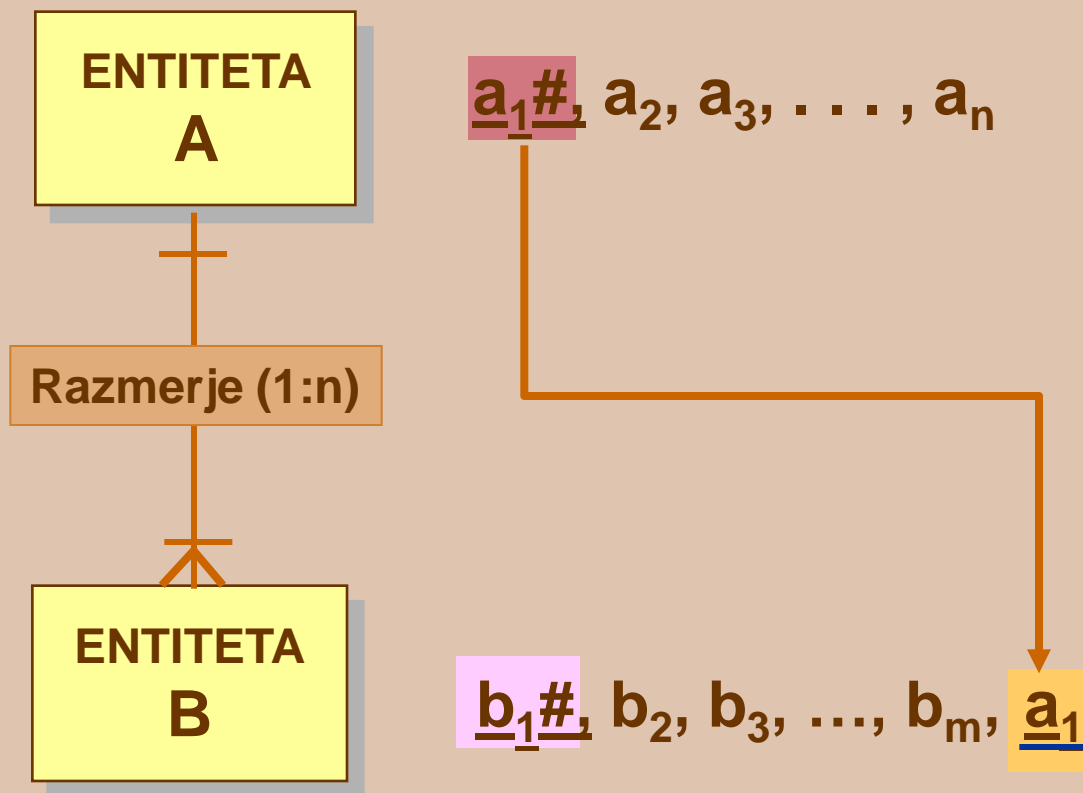 ENTITETA
A
a₁#, a₂, a₃, . . . , aₙ
Razmerje (1:n)
ENTITETA
B
b₁#, b₂, b₃, …, bₘ, a₁